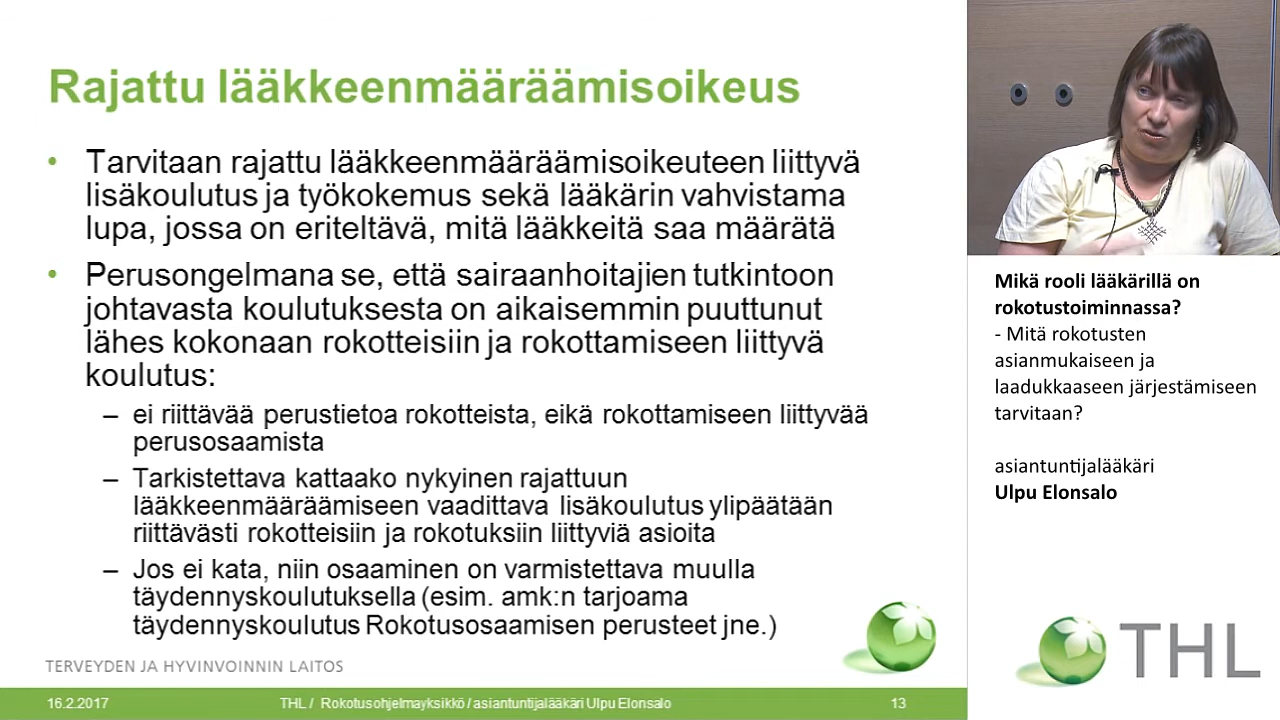 Rajattu lääkkeenmääräämisoikeus
• Tarvitaan rajattu lääkkeenmääräämisoikeuteen liittyvä
lisäkoulutus ja työkokemus sekä lääkärin vahvistama
lupa, jossa on eriteltävä, mitä lääkkeitä saa määrätä
• Perusongelmana se, että sairaanhoitajien tutkintoon
johtavasta koulutuksesta on aikaisemmin puuttunut
lähes kokonaan rokotteisiin ja rokottamiseen liittyvä
koulutus:
– ei riittävää perustietoa rokotteista, eikä rokottamiseen liittyvää
perusosaamista
– Tarkistettava kattaako nykyinen rajattuun
lääkkeenmääräämiseen vaadittava lisäkoulutus ylipäätään
riittävästi rokotteisiin ja rokotuksiin liittyviä asioita
– Jos ei kata, niin osaaminen on varmistettava muulla
täydennyskoulutuksella (esim. amk:n tarjoama
täydennyskoulutus Rokotusosaamisen perusteet jne.)
TERVEYDEN JA HYVINVOINNIN LAITOS
16.2.2017 THL / Rokotusohjelmayksikkö / asiantuntijalääkäri Ulpu Elonsalo 13
Mikä rooli lääkärillä on
rokotustoiminnassa?
- Mitä rokotusten
asianmukaiseen ja
laadukkaaseen järjestämiseen
tarvitaan?
asiantuntijalääkäri
Ulpu Elonsalo
THL